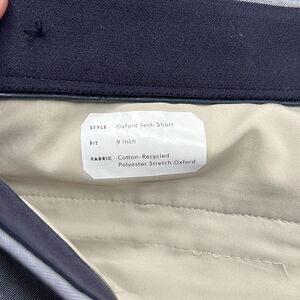 STYLE Oxford Tech Short
FIT 9 Inch
FABRIC Cotton-Recycled
Polyester Stretch Oxford